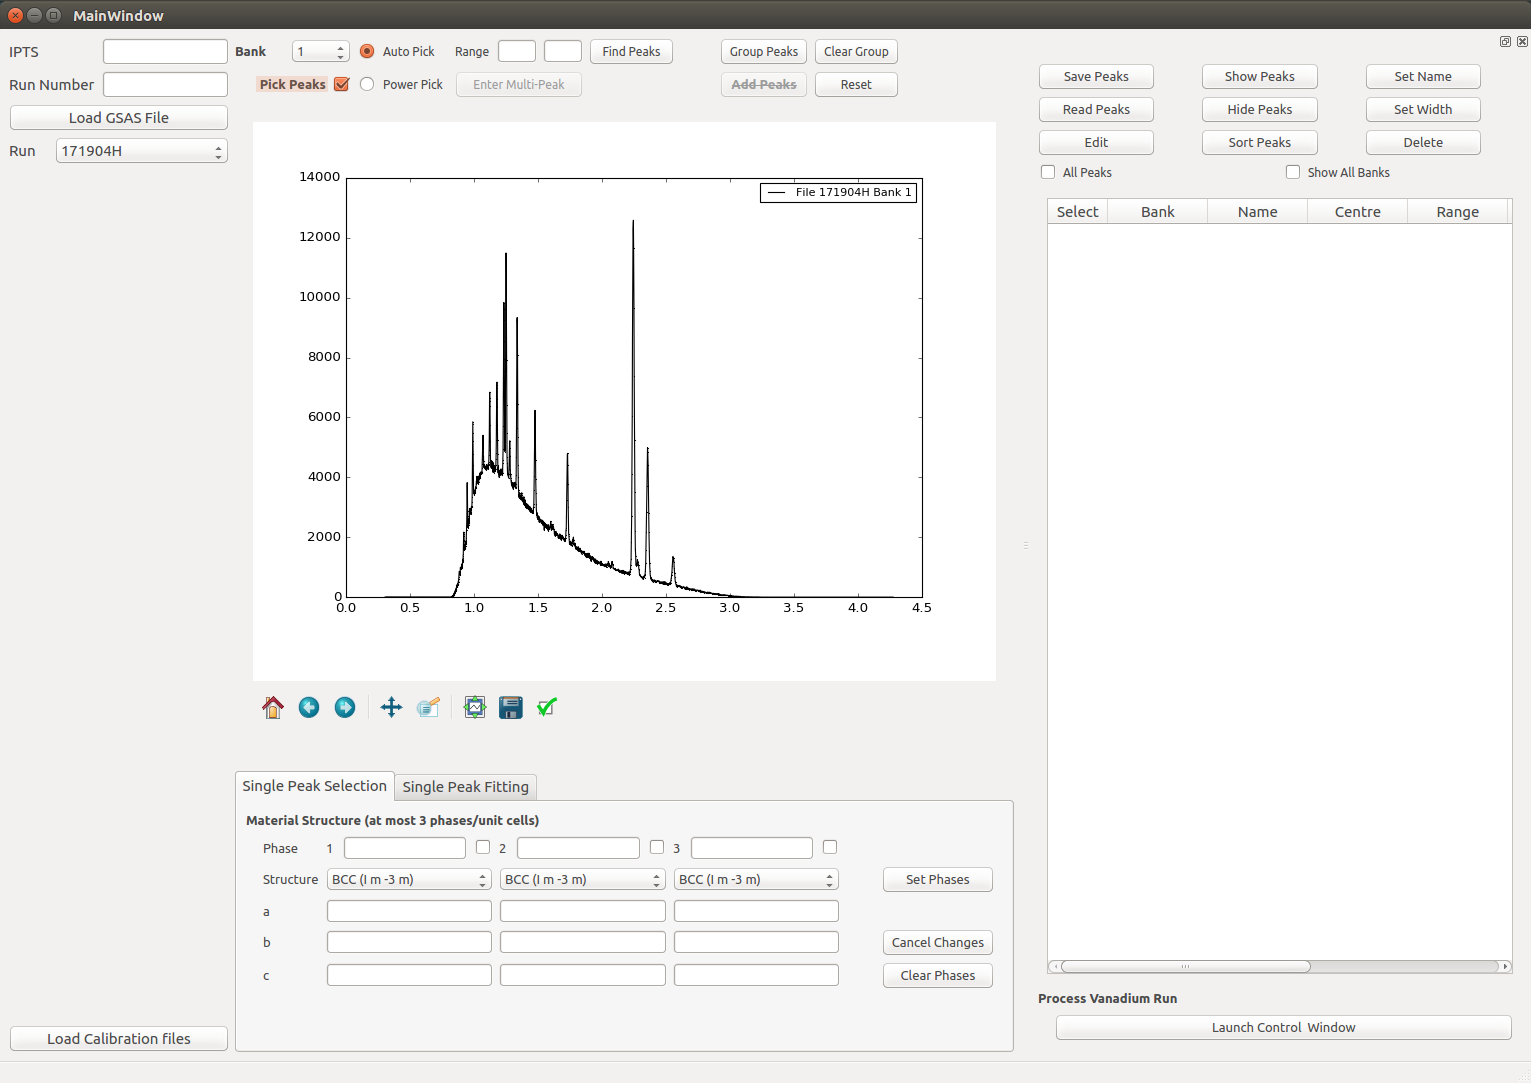 MainWindow
IPTS
Bank 1 Auto Pick Range Find Peaks Group Peaks Clear Group
Run Number
Pick Peaks Power Pick Enter Multi-Peak Add Peaks Reset
Load GSAS File
Run 171904H
File 171904H Bank 1
14000
12000
10000
8000
6000
4000
2000
0
0.0 0.5 1.0 1.5 2.0 2.5 3.0 3.5 4.0 4.5
Single Peak Selection Single Peak Fitting
Material Structure (at most 3 phases/unit cells)
Phase 1 2 3
Structure BCC (I m -3 m) BCC (I m -3 m) BCC (I m -3 m) Set Phases
a
b Cancel Changes
c Clear Phases
Load Calibration files
Save Peaks Show Peaks Set Name
Read Peaks Hide Peaks Set Width
Edit Sort Peaks Delete
All Peaks Show All Banks
Select Bank Name Centre Range
Process Vanadium Run
Launch Control Window